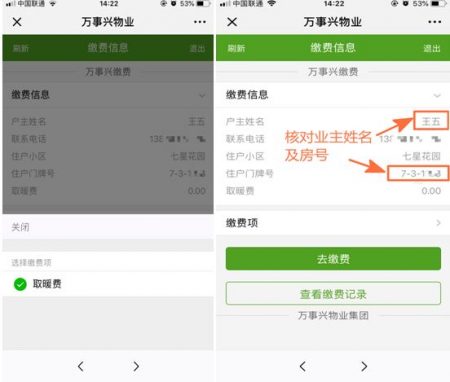 中国联通 14:22 53%
万事兴物业
刷新 缴费信息 退出
万事兴缴费
缴费信息
户主姓名 王五
联系电话 138
住户小区 七星花园
住户门牌号 7-3-1
取暖费 0.00
关闭
选择缴费项
取暖费
中国联通 14:22 53%
万事兴物业
刷新 缴费信息 退出
万事兴缴费
缴费信息
户主姓名 王五
联系电话 138
住户小区 七星花园
住户门牌号 7-3-1
取暖费 0.00
核对业主姓名
及房号
缴费项
去缴费
查看缴费记录
万事兴物业集团